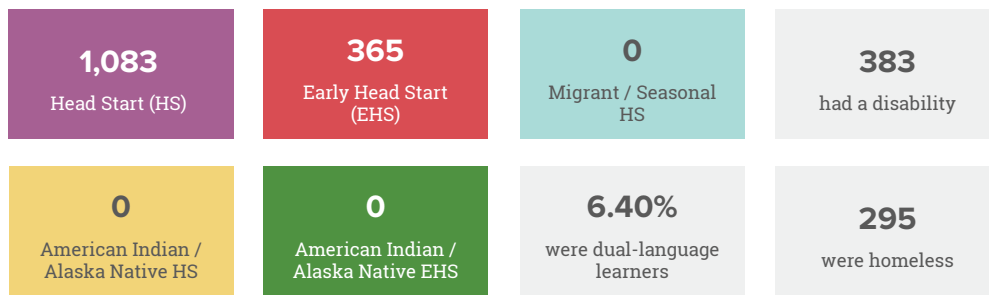 1,083
Head Start (HS)
365
Early Head Start
(EHS)
0
Migrant / Seasonal
HS
383
had a disability
0
American Indian /
Alaska Native HS
0
American Indian /
Alaska Native EHS
6.40%
were dual-language
learners
295
were homeless